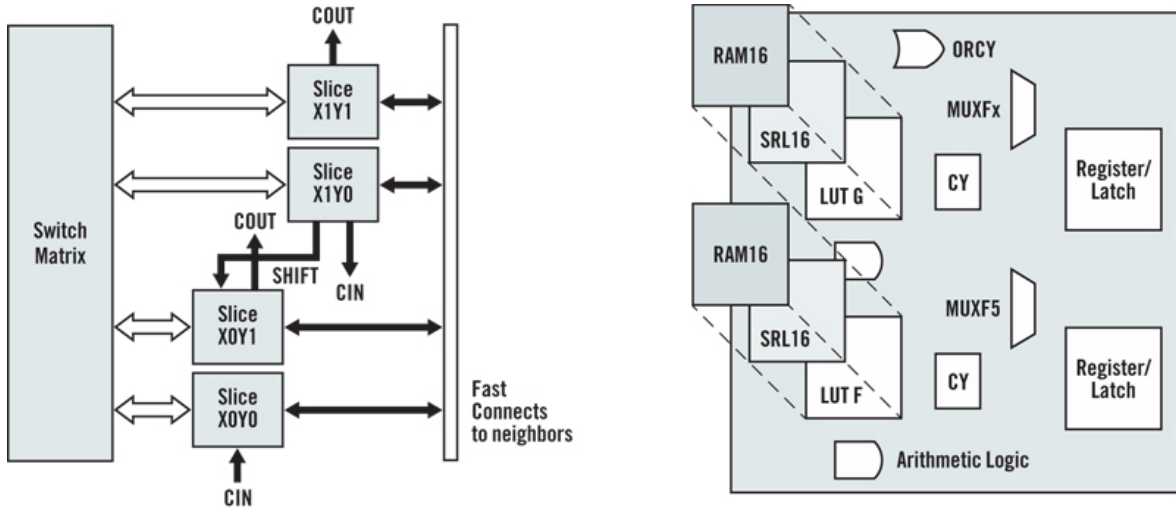 COUT
Slice
X1Y1
Slice
X1Y0
COUT
Switch
Matrix
SHIFT
CIN
Slice
X0Y1
Slice
X0Y0
Fast
Connects
to neighbors
CIN
RAM16
ORCY
MUXFx
SRL16
Register/
Latch
CY
LUT G
RAM16
MUXF5
SRL16
Register/
Latch
CY
LUT F
Arithmetic Logic